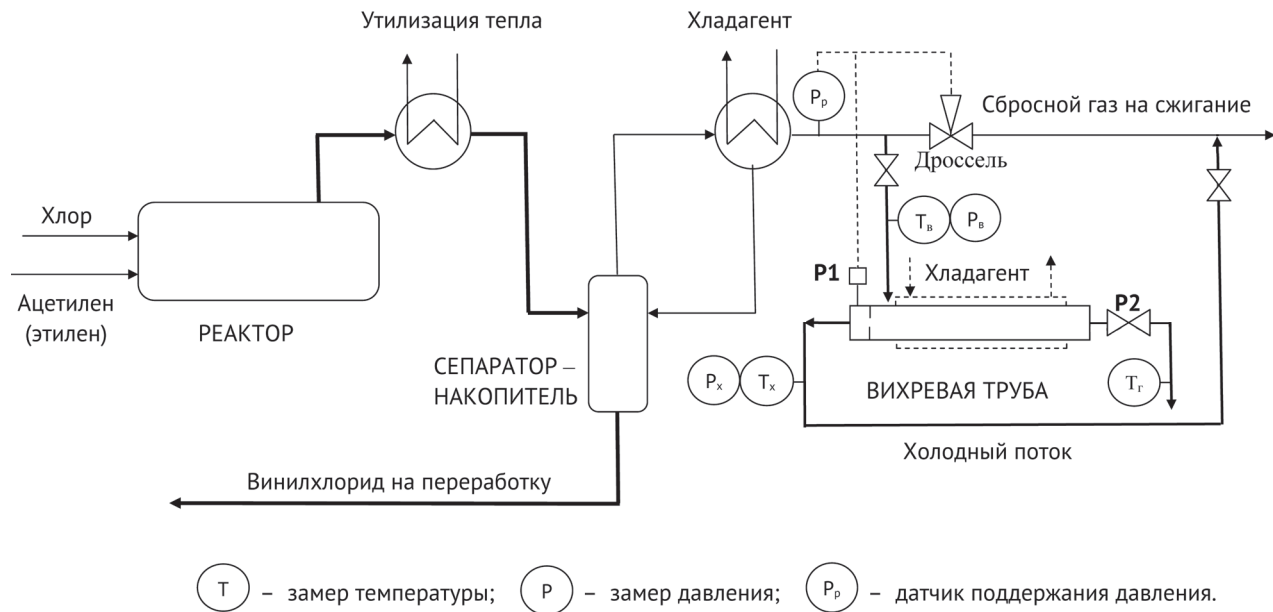 Утилизация тепла
Хладагент
Pр
Сбросной газ на сжигание
Дроссель
Хлор
Tв
Pв
P1
Хладагент
Ацетилен
(этилен)
РЕАКТОР
P2
СЕПАРАТОР –
НАКОПИТЕЛЬ
Pх
Tх
ВИХРЕВАЯ ТРУБА
Tг
Холодный поток
Винилхлорид на переработку
T – замер температуры; P – замер давления; Pр – датчик поддержания давления.